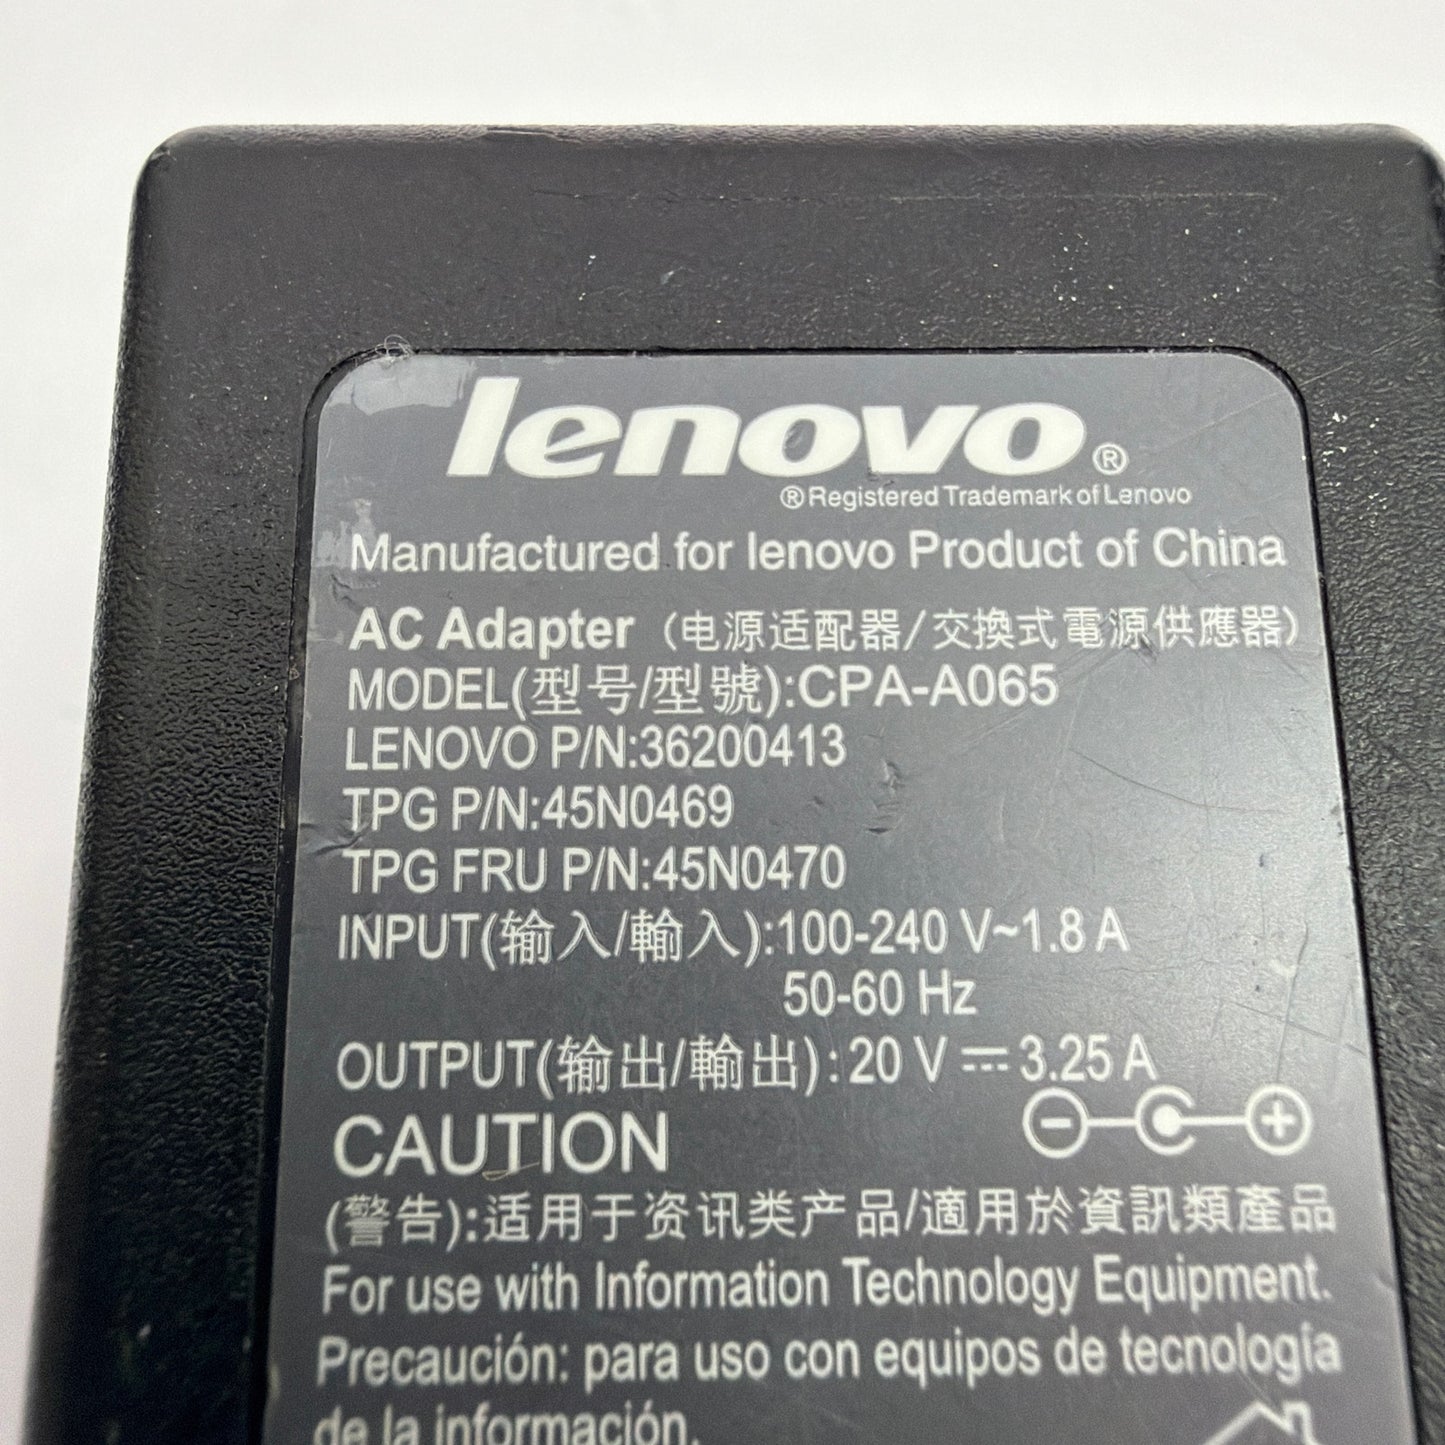 lenovo®
®Registered Trademark of Lenovo
Manufactured for lenovo Product of China
AC Adapter (电源适配器/交換式電源供應器)
MODEL(型号/型號):CPA-A065
LENOVO P/N:36200413
TPG P/N:45N0469
TPG FRU P/N:45N0470
INPUT(输入/輸入):100-240 V~1.8 A
50-60 Hz
OUTPUT(输出/輸出):20 V ⎓ 3.25 A
CAUTION
(警告):适用于资讯类产品/適用於資訊類產品
For use with Information Technology Equipment.
Precaución: para uso con equipos de tecnología
de la información.